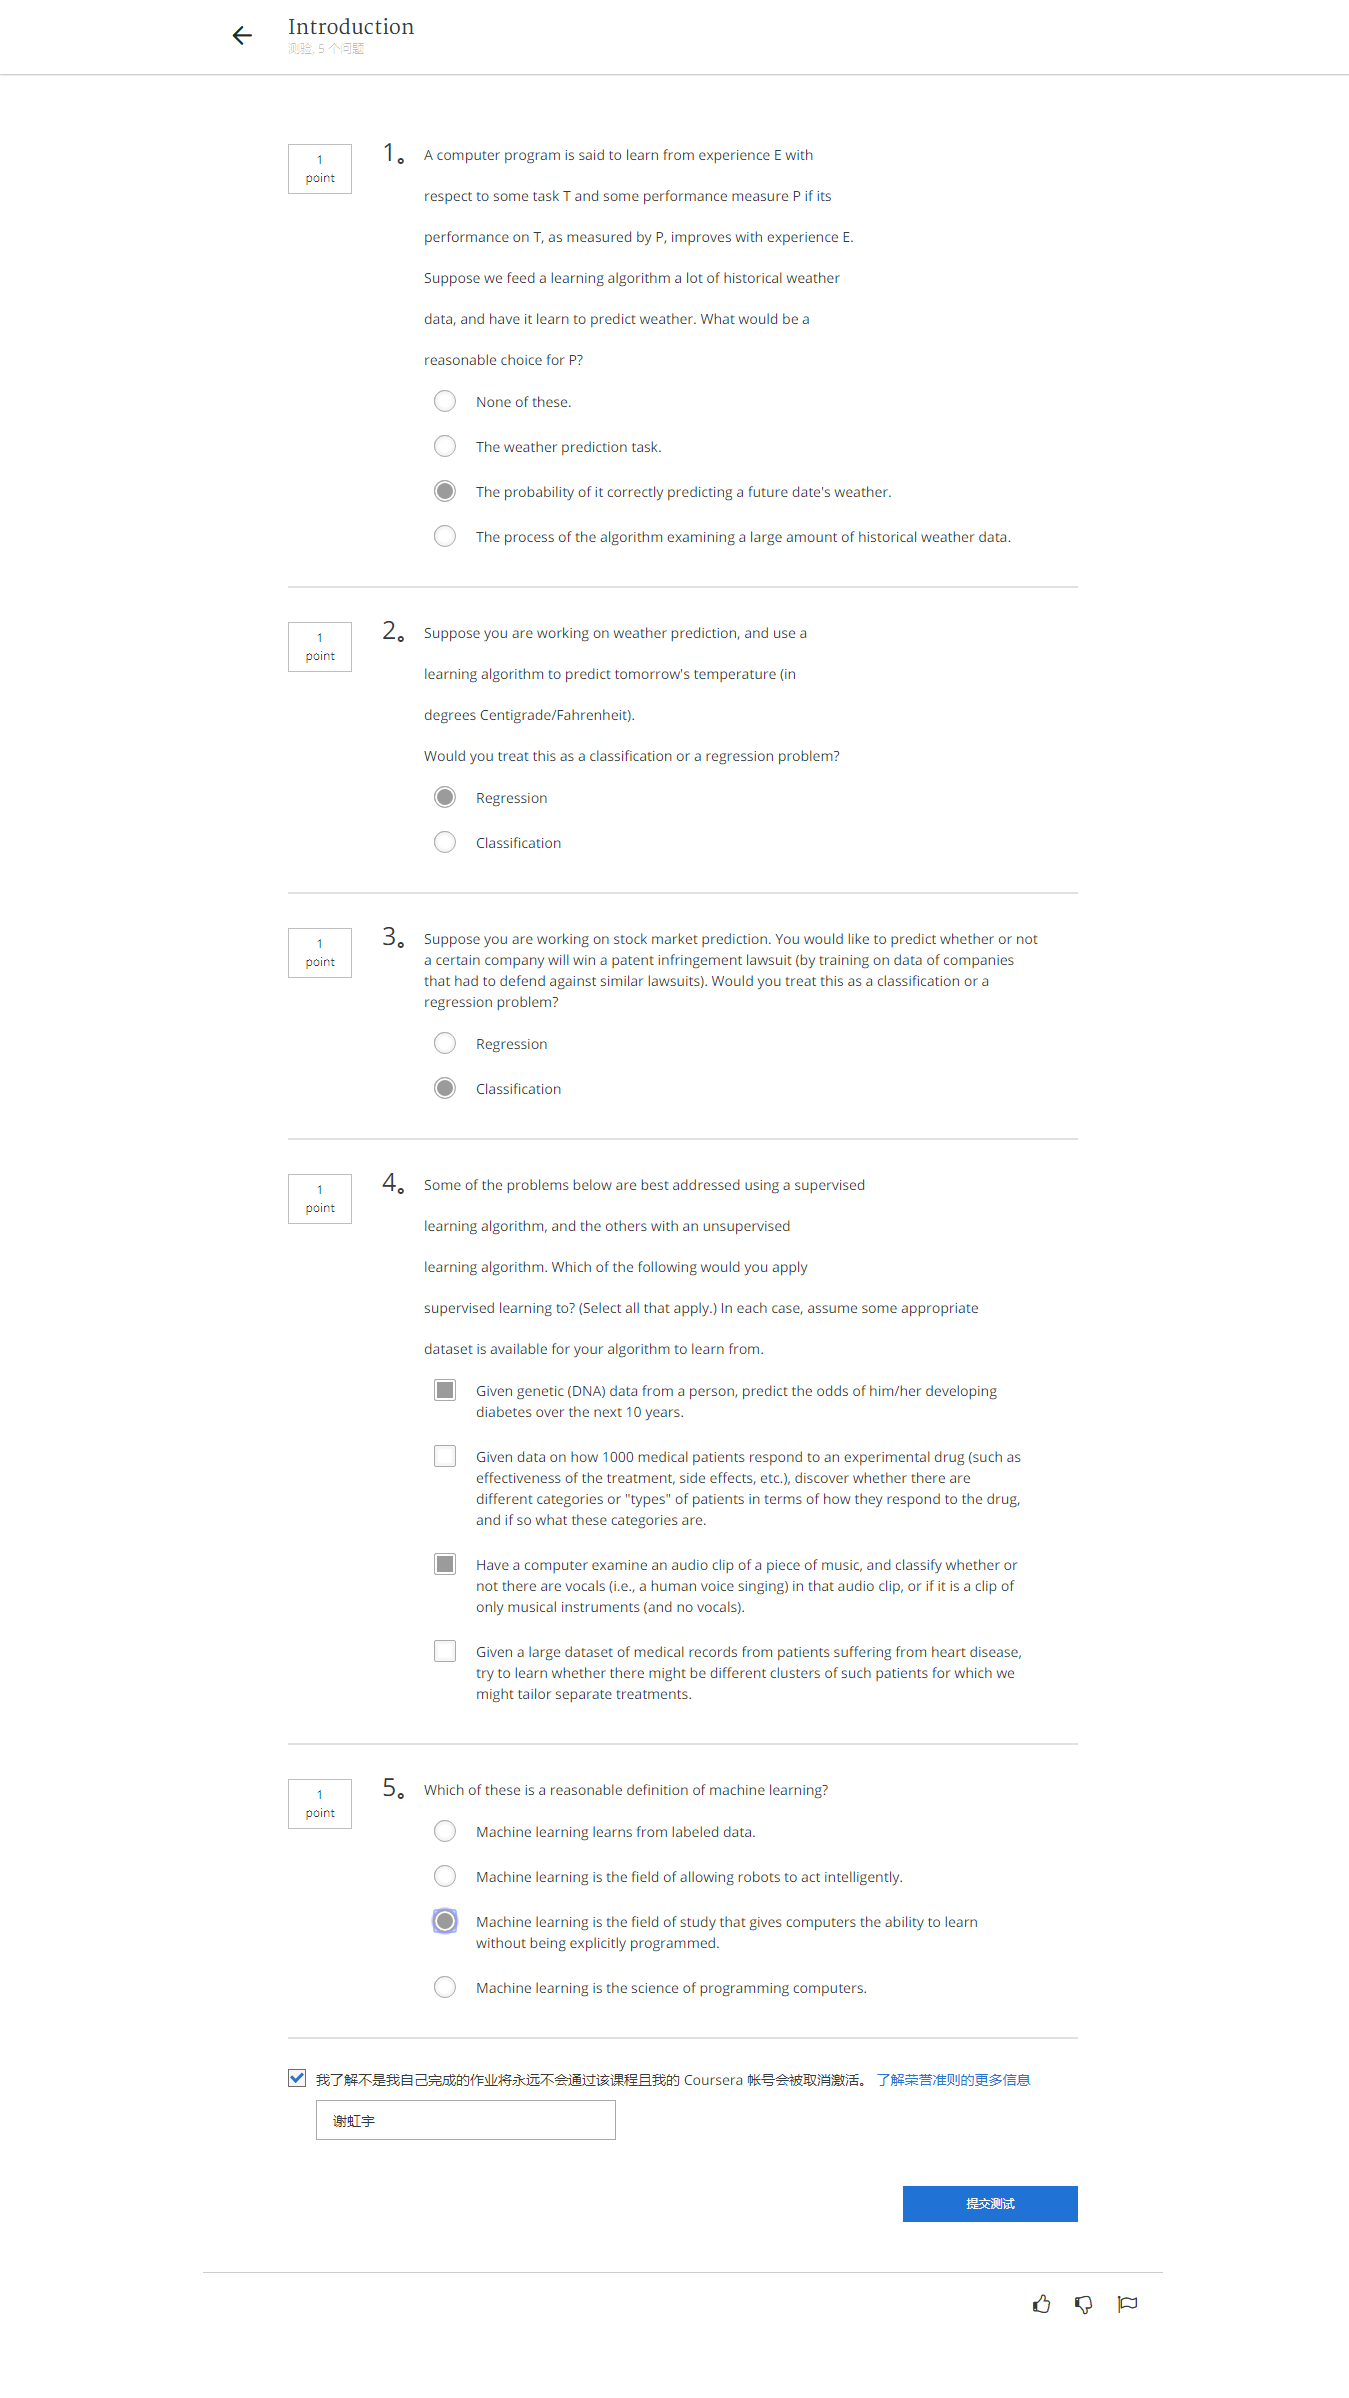 Introduction
测验, 5 个问题
1
point
1。
A computer program is said to learn from experience E with
respect to some task T and some performance measure P if its
performance on T, as measured by P, improves with experience E.
Suppose we feed a learning algorithm a lot of historical weather
data, and have it learn to predict weather. What would be a
reasonable choice for P?
None of these.
The weather prediction task.
The probability of it correctly predicting a future date's weather.
The process of the algorithm examining a large amount of historical weather data.
1
point
2。
Suppose you are working on weather prediction, and use a
learning algorithm to predict tomorrow's temperature (in
degrees Centigrade/Fahrenheit).
Would you treat this as a classification or a regression problem?
Regression
Classification
1
point
3。
Suppose you are working on stock market prediction. You would like to predict whether or not
a certain company will win a patent infringement lawsuit (by training on data of companies
that had to defend against similar lawsuits). Would you treat this as a classification or a
regression problem?
Regression
Classification
1
point
4。
Some of the problems below are best addressed using a supervised
learning algorithm, and the others with an unsupervised
learning algorithm. Which of the following would you apply
supervised learning to? (Select all that apply.) In each case, assume some appropriate
dataset is available for your algorithm to learn from.
Given genetic (DNA) data from a person, predict the odds of him/her developing
diabetes over the next 10 years.
Given data on how 1000 medical patients respond to an experimental drug (such as
effectiveness of the treatment, side effects, etc.), discover whether there are
different categories or "types" of patients in terms of how they respond to the drug,
and if so what these categories are.
Have a computer examine an audio clip of a piece of music, and classify whether or
not there are vocals (i.e., a human voice singing) in that audio clip, or if it is a clip of
only musical instruments (and no vocals).
Given a large dataset of medical records from patients suffering from heart disease,
try to learn whether there might be different clusters of such patients for which we
might tailor separate treatments.
1
point
5。
Which of these is a reasonable definition of machine learning?
Machine learning learns from labeled data.
Machine learning is the field of allowing robots to act intelligently.
Machine learning is the field of study that gives computers the ability to learn
without being explicitly programmed.
Machine learning is the science of programming computers.
我了解不是我自己完成的作业将永远不会通过该课程且我的 Coursera 帐号会被取消激活。 了解荣誉准则的更多信息
谢虹宇
提交测试